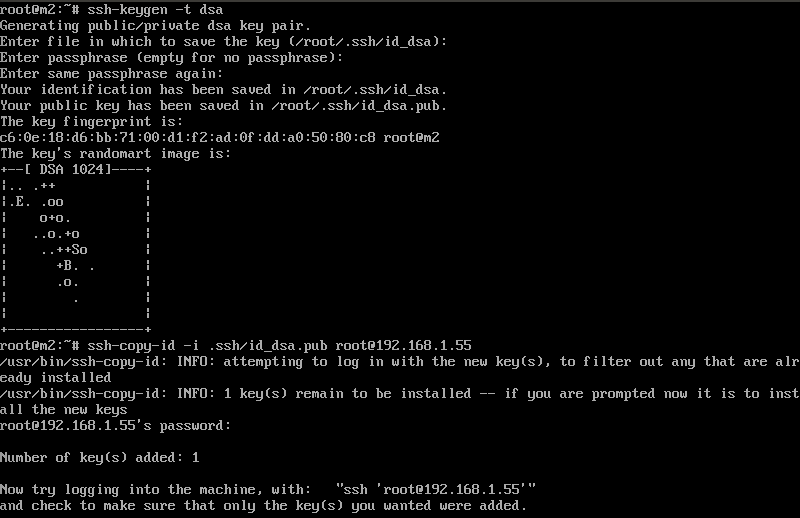 root@m2:~# ssh-keygen -t dsa
Generating public/private dsa key pair.
Enter file in which to save the key (/root/.ssh/id_dsa):
Enter passphrase (empty for no passphrase):
Enter same passphrase again:
Your identification has been saved in /root/.ssh/id_dsa.
Your public key has been saved in /root/.ssh/id_dsa.pub.
The key fingerprint is:
c6:0e:18:d6:bb:71:00:d1:f2:ad:0f:dd:a0:50:80:c8 root@m2
The key's randomart image is:
+--[ DSA 1024]----+
|.. .++           |
|.E. .oo          |
|    o+o.         |
|   ..o.+o        |
|    ..++So       |
|      +B. .      |
|      .o.        |
|        .        |
|                 |
+-----------------+
root@m2:~# ssh-copy-id -i .ssh/id_dsa.pub root@192.168.1.55
/usr/bin/ssh-copy-id: INFO: attempting to log in with the new key(s), to filter out any that are alr
eady installed
/usr/bin/ssh-copy-id: INFO: 1 key(s) remain to be installed -- if you are prompted now it is to inst
all the new keys
root@192.168.1.55's password:
Number of key(s) added: 1
Now try logging into the machine, with:   "ssh 'root@192.168.1.55'"
and check to make sure that only the key(s) you wanted were added.